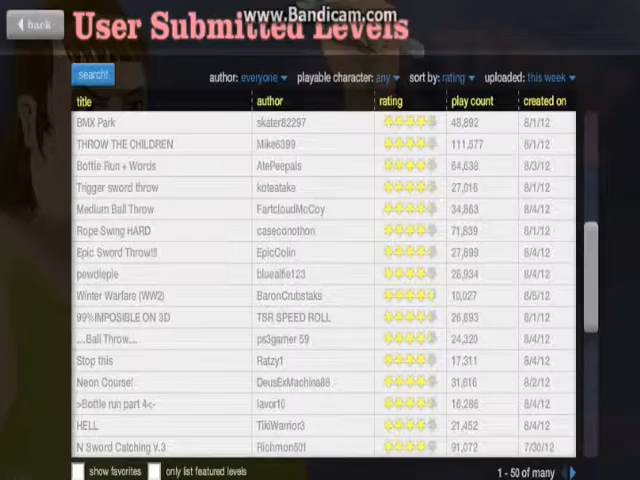 www.Bandicam.com
back
User Submitted Levels
search!
author: everyone playable character: any sort by: rating uploaded: this week
title author rating play count created on
BMX Park skater82297 48,892 8/1/12
THROW THE CHILDREN Mike6399 111,577 8/1/12
Bottle Run + Words AtePeepals 64,638 8/3/12
Trigger sword throw koteatake 27,016 8/1/12
Medium Ball Throw FartcloudMcCoy 34,863 8/4/12
Rope Swing HARD caseconothon 71,839 8/1/12
Epic Sword Throw!! EpicColin 27,899 8/4/12
pewdiepie bluealfie123 26,934 8/4/12
Winter Warfare (WW2) BaronCrubstaks 10,027 8/5/12
99% IMPOSIBLE ON 3D TSR SPEED ROLL 26,693 8/1/12
....Ball Throw.... ps3gamer 59 24,320 8/4/12
Stop this Ratzy1 17,311 8/4/12
Neon Course! DeusExMachina88 31,616 8/2/12
>Bottle run part 4<- lavor10 16,286 8/4/12
HELL TikiWarrior3 21,452 8/4/12
N Sword Catching V.3 Richmon501 91,072 7/30/12
show favorites only list featured levels 1 - 50 of many